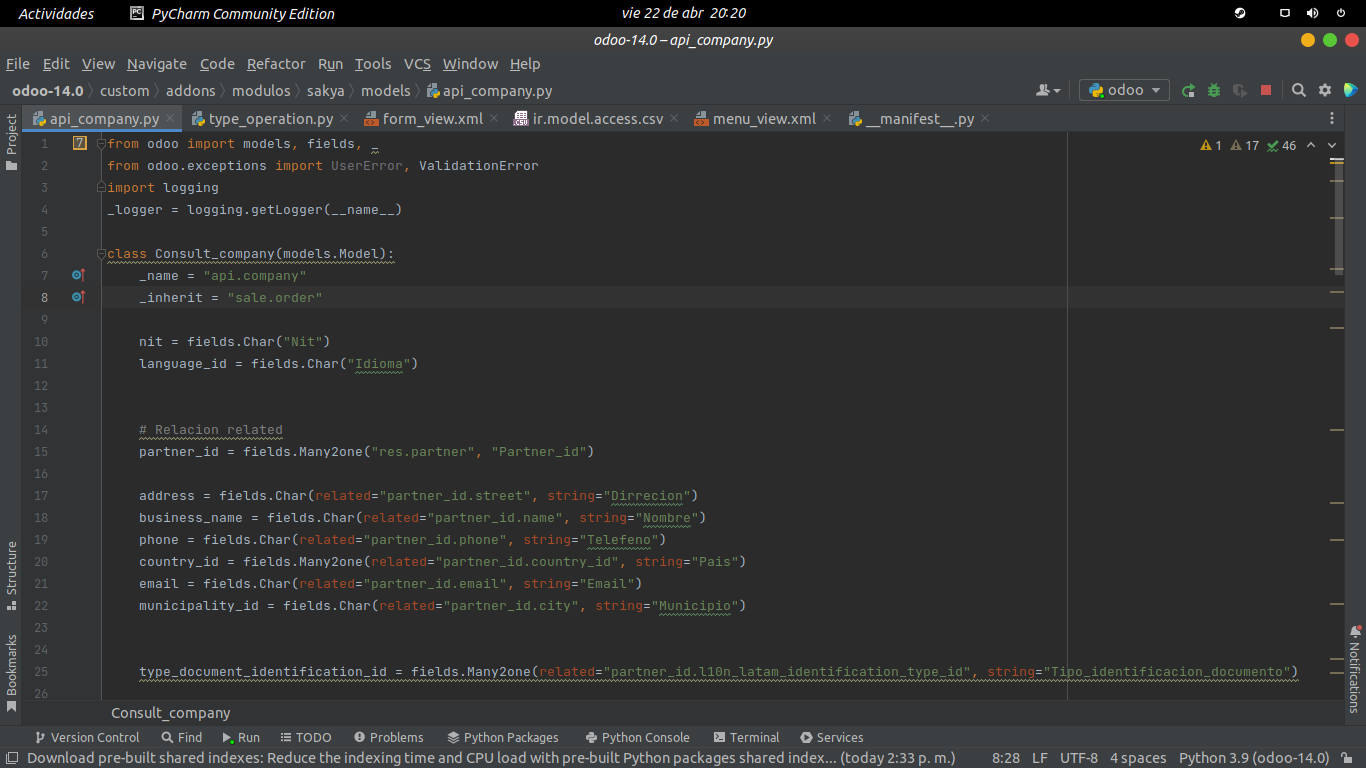 Actividades PyCharm Community Edition vie 22 de abr 20:20
odoo-14.0 – api_company.py
File Edit View Navigate Code Refactor Run Tools VCS Window Help
odoo-14.0 custom addons modulos sakya models api_company.py odoo
Project
api_company.py type_operation.py form_view.xml ir.model.access.csv menu_view.xml __manifest__.py
1 7 from odoo import models, fields, _ 1 17 46
2 from odoo.exceptions import UserError, ValidationError
3 import logging
4 _logger = logging.getLogger(__name__)
5
6 class Consult_company(models.Model):
7 _name = "api.company"
8 _inherit = "sale.order"
9
10 nit = fields.Char("Nit")
11 language_id = fields.Char("Idioma")
12
13
14 # Relacion related
15 partner_id = fields.Many2one("res.partner", "Partner_id")
16
17 address = fields.Char(related="partner_id.street", string="Dirrecion")
18 business_name = fields.Char(related="partner_id.name", string="Nombre")
19 phone = fields.Char(related="partner_id.phone", string="Telefeno")
20 country_id = fields.Many2one(related="partner_id.country_id", string="Pais")
21 email = fields.Char(related="partner_id.email", string="Email")
22 municipality_id = fields.Char(related="partner_id.city", string="Municipio")
23
24
25 type_document_identification_id = fields.Many2one(related="partner_id.l10n_latam_identification_type_id", string="Tipo_identificacion_documento")
26
Structure
Bookmarks
Notifications
Consult_company
Version Control Find Run TODO Problems Python Packages Python Console Terminal Services
Download pre-built shared indexes: Reduce the indexing time and CPU load with pre-built Python packages shared index... (today 2:33 p. m.) 8:28 LF UTF-8 4 spaces Python 3.9 (odoo-14.0)